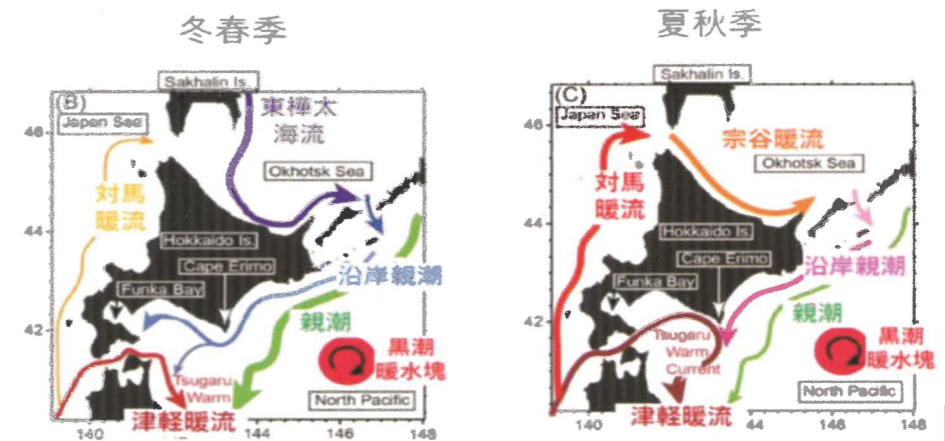 冬春季
Sakhalin Is.
(B)
Japan Sea
東樺太
海流
46
Okhotsk Sea
対馬
暖流
44
Hokkaido Is.
Cape Erimo
沿岸親潮
Funka Bay
親潮
42
黒潮
暖水塊
Tsugaru
Warm
North Pacific
津軽暖流
140
144
146
148
夏秋季
Sakhalin Is.
(C)
Japan Sea
46
宗谷暖流
Okhotsk Sea
対馬
暖流
44
Hokkaido Is.
Cape Erimo
沿岸親潮
Funka Bay
親潮
42
Tsugaru
Warm
Current
黒潮
暖水塊
North Pacific
津軽暖流
140
44
146
148